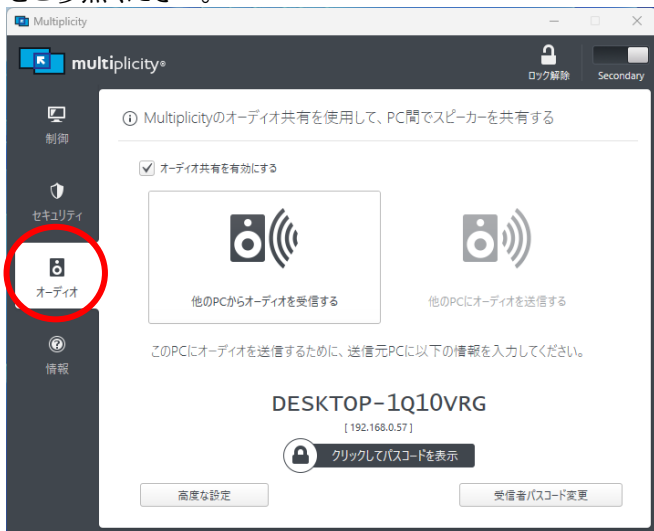 をご参照ください。
Multiplicity
multiplicity®
ロック解除
Secondary
制御
セキュリティ
オーディオ
情報
Multiplicityのオーディオ共有を使用して、PC間でスピーカーを共有する
オーディオ共有を有効にする
他のPCからオーディオを受信する
他のPCにオーディオを送信する
このPCにオーディオを送信するために、送信元PCに以下の情報を入力してください。
DESKTOP-1Q10VRG
[ 192.168.0.57 ]
クリックしてパスコードを表示
高度な設定
受信者パスコード変更